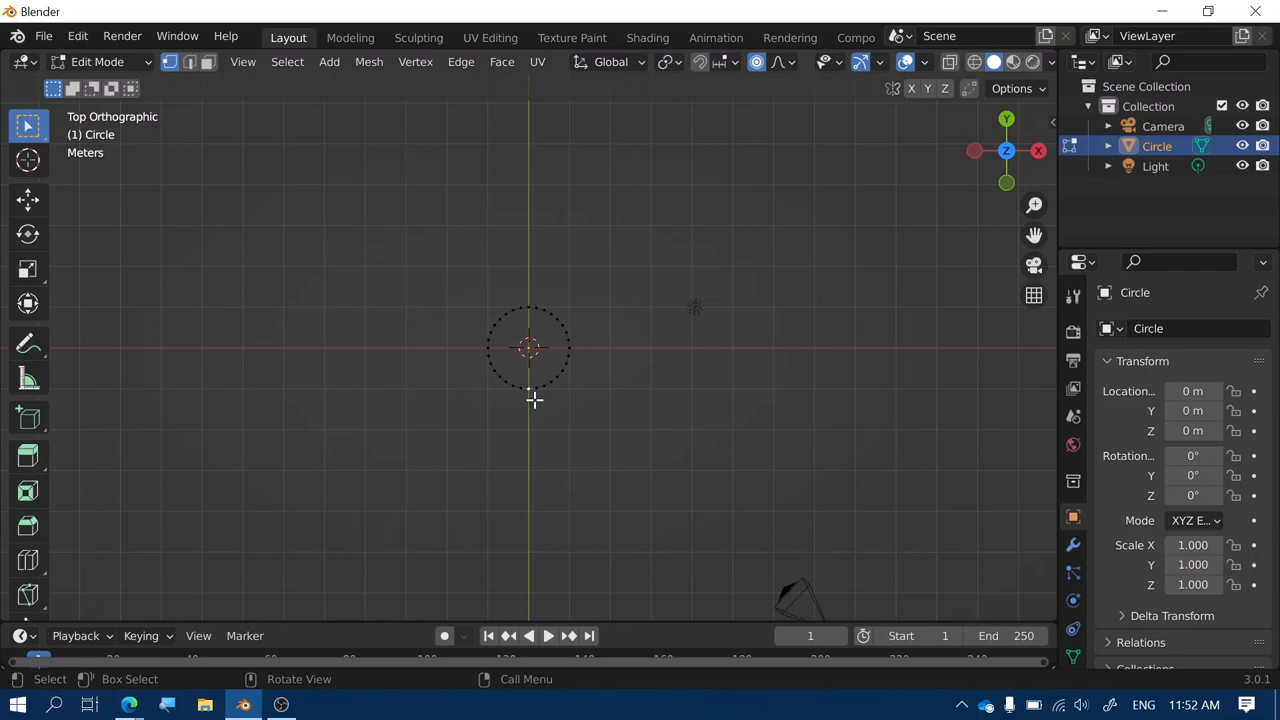 Blender
File Edit Render Window Help Layout Modeling Sculpting UV Editing Texture Paint Shading Animation Compo Scene ViewLayer
Edit Mode View Select Add Mesh Vertex Edge Face UV Global
X Y Z Options
Top Orthographic
(1) Circle
Meters
Y
Z X
Scene Collection
Collection
Camera
Circle
Light
Circle
Circle
Transform
Location... 0 m
Y 0 m
Z 0 m
Rotation... 0°
Y 0°
Z 0°
Mode XYZ E...
Scale X 1.000
Y 1.000
Z 1.000
Delta Transform
Relations
Playback Keying View Marker 1 Start 1 End 250
Select Box Select Rotate View Call Menu 3.0.1
ENG 11:52 AM